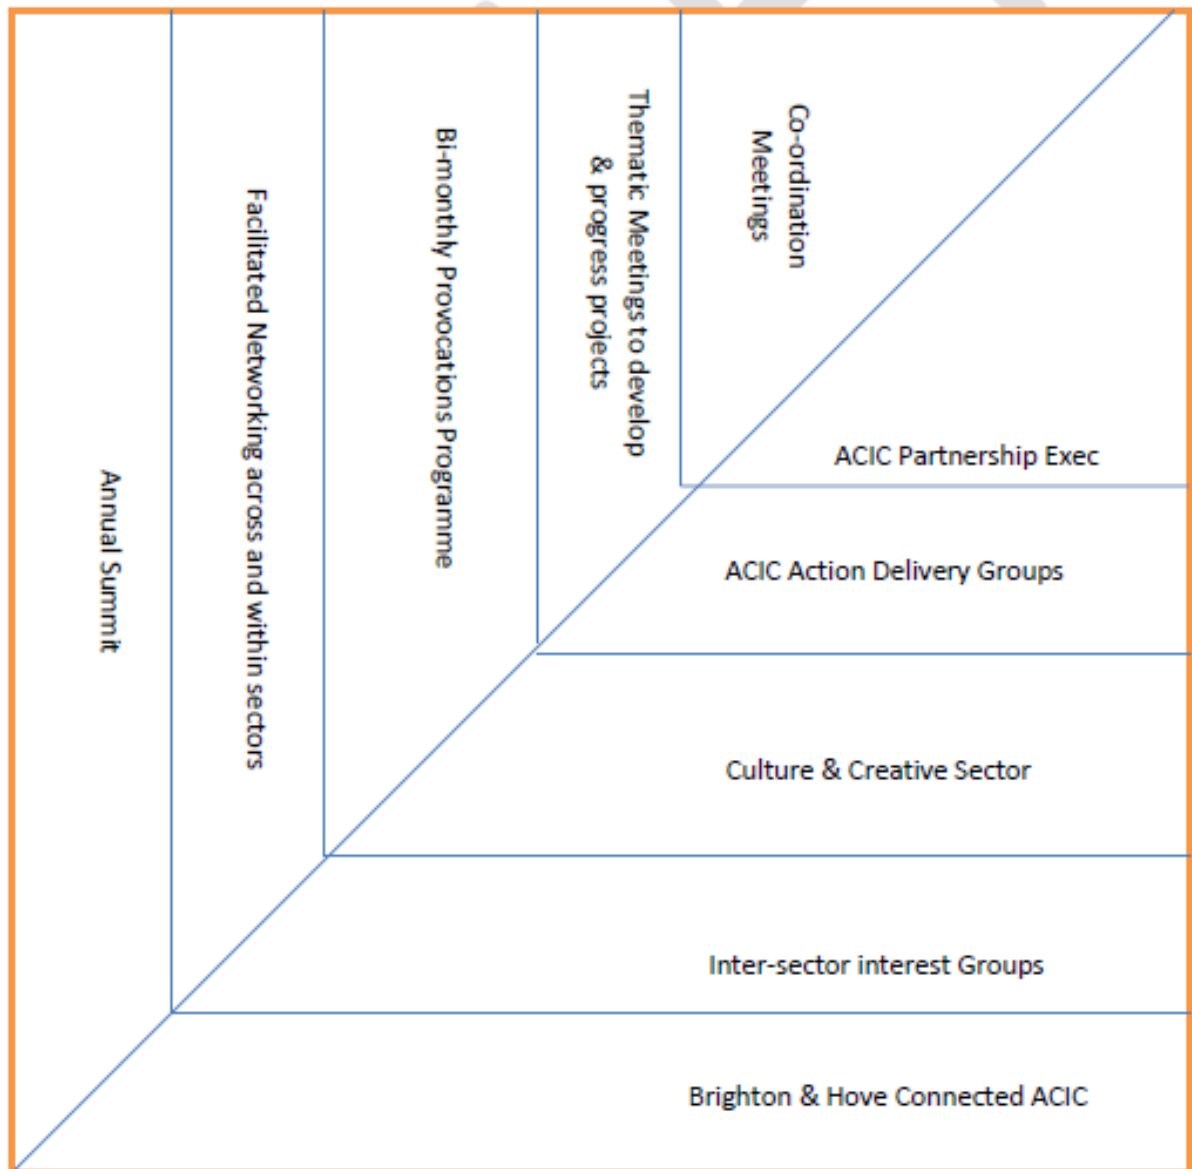 Annual Summit
Facilitated Networking across and within sectors
Bi-monthly Provocations Programme
Thematic Meetings to develop
& progress projects
Co-ordination
Meetings
ACIC Partnership Exec
ACIC Action Delivery Groups
Culture & Creative Sector
Inter-sector interest Groups
Brighton & Hove Connected ACIC